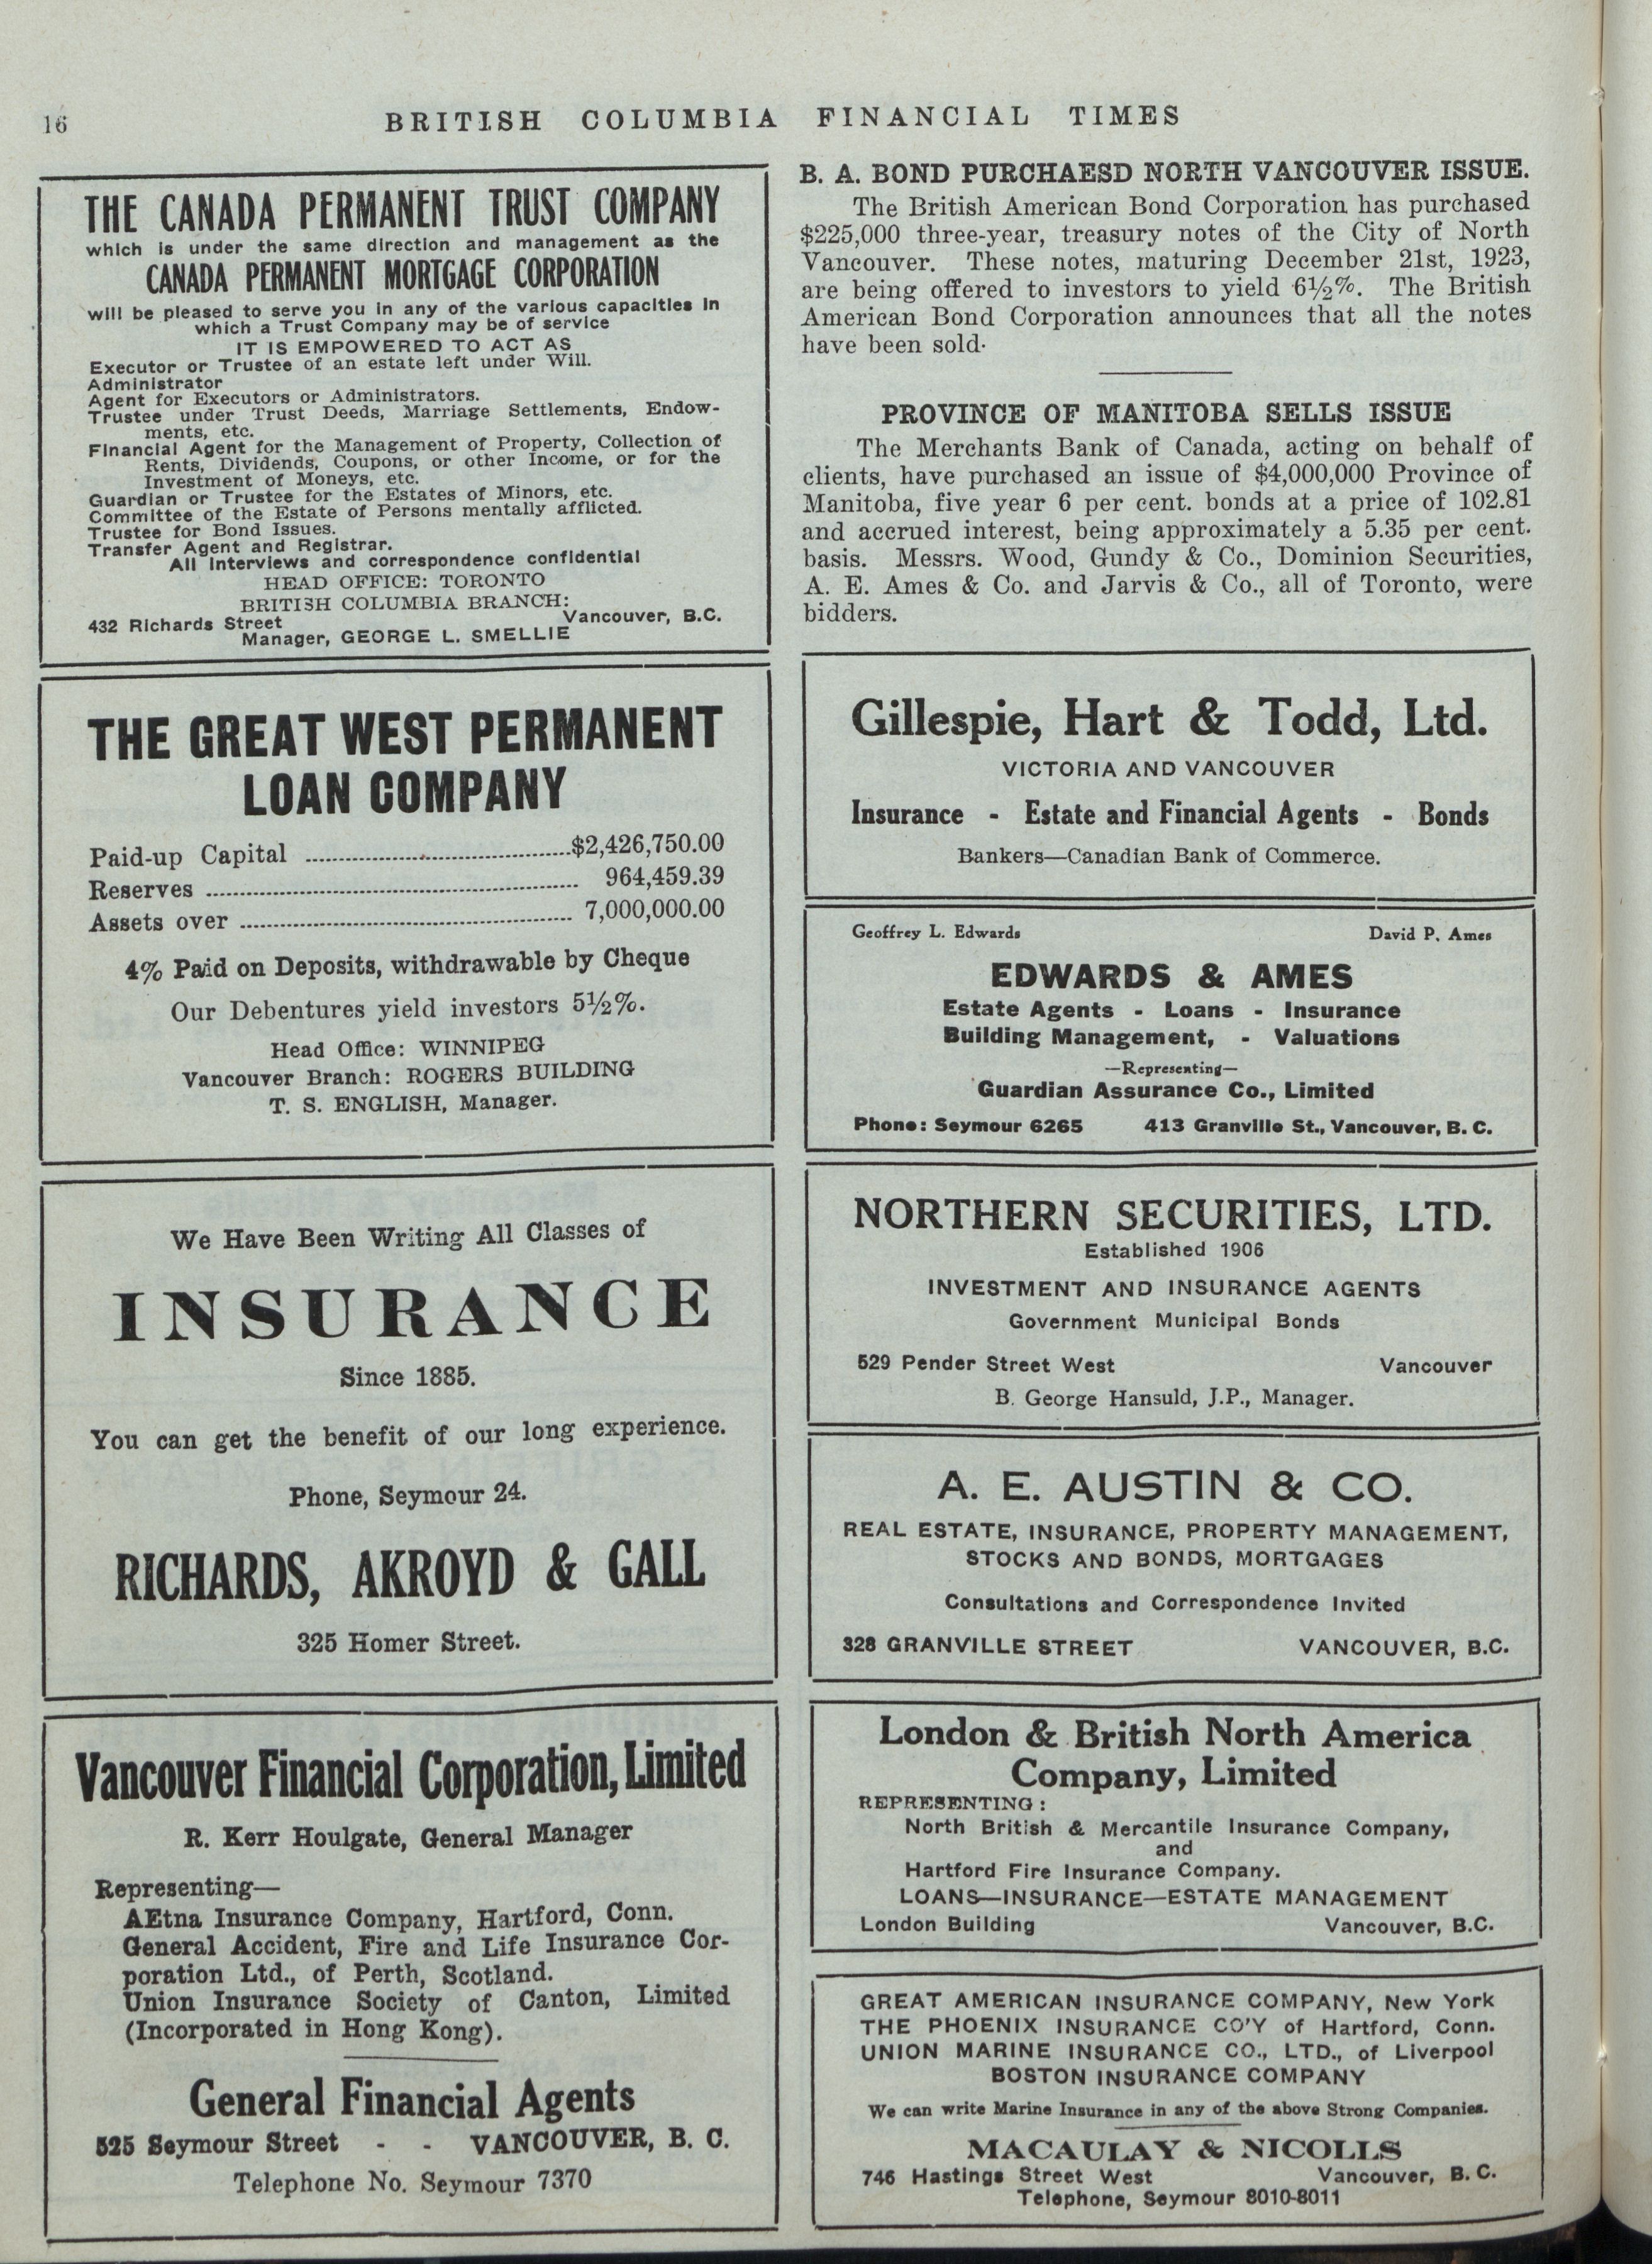 16
BRITISH COLUMBIA FINANCIAL TIMES
THE CANADA PERMANENT TRUST COMPANY
which is under the same direction and management as the
CANADA PERMANENT MORTGAGE CORPORATION
will be pleased to serve you in any of the various capacities in
which a Trust Company may be of service
IT IS EMPOWERED TO ACT AS
Executor or Trustee of an estate left under Will.
Administrator
Agent for Executors or Administrators.
Trustee under Trust Deeds, Marriage Settlements, Endow-
ments, etc.
Financial Agent for the Management of Property, Collection of
Rents, Dividends, Coupons, or other Income, or for the
Investment of Moneys, etc.
Guardian or Trustee for the Estates of Minors, etc.
Committee of the Estate of Persons mentally afflicted.
Trustee for Bond Issues.
Transfer Agent and Registrar.
All interviews and correspondence confidential
HEAD OFFICE: TORONTO
BRITISH COLUMBIA BRANCH:
432 Richards Street Vancouver, B.C.
Manager, GEORGE L. SMELLIE
THE GREAT WEST PERMANENT
LOAN COMPANY
Paid-up Capital ........ $2,426,750.00
Reserves ........ 964,459.39
Assets over ........ 7,000,000.00
4% Paid on Deposits, withdrawable by Cheque
Our Debentures yield investors 5½%.
Head Office: WINNIPEG
Vancouver Branch: ROGERS BUILDING
T. S. ENGLISH, Manager.
We Have Been Writing All Classes of
INSURANCE
Since 1885.
You can get the benefit of our long experience.
Phone, Seymour 24.
RICHARDS, AKROYD & GALL
325 Homer Street.
Vancouver Financial Corporation, Limited
R. Kerr Houlgate, General Manager
Representing—
AEtna Insurance Company, Hartford, Conn.
General Accident, Fire and Life Insurance Cor-
poration Ltd., of Perth, Scotland.
Union Insurance Society of Canton, Limited
(Incorporated in Hong Kong).
General Financial Agents
525 Seymour Street - - VANCOUVER, B. C.
Telephone No. Seymour 7370
B. A. BOND PURCHAESD NORTH VANCOUVER ISSUE.
The British American Bond Corporation has purchased
$225,000 three-year, treasury notes of the City of North
Vancouver. These notes, maturing December 21st, 1923,
are being offered to investors to yield 6½%. The British
American Bond Corporation announces that all the notes
have been sold.
PROVINCE OF MANITOBA SELLS ISSUE
The Merchants Bank of Canada, acting on behalf of
clients, have purchased an issue of $4,000,000 Province of
Manitoba, five year 6 per cent. bonds at a price of 102.81
and accrued interest, being approximately a 5.35 per cent.
basis. Messrs. Wood, Gundy & Co., Dominion Securities,
A. E. Ames & Co. and Jarvis & Co., all of Toronto, were
bidders.
Gillespie, Hart & Todd, Ltd.
VICTORIA AND VANCOUVER
Insurance - Estate and Financial Agents - Bonds
Bankers—Canadian Bank of Commerce.
Geoffrey L. Edwards David P. Ames
EDWARDS & AMES
Estate Agents - Loans - Insurance
Building Management, - Valuations
—Representing—
Guardian Assurance Co., Limited
Phone: Seymour 6265 413 Granville St., Vancouver, B. C.
NORTHERN SECURITIES, LTD.
Established 1906
INVESTMENT AND INSURANCE AGENTS
Government Municipal Bonds
529 Pender Street West Vancouver
B. George Hansuld, J.P., Manager.
A. E. AUSTIN & CO.
REAL ESTATE, INSURANCE, PROPERTY MANAGEMENT,
STOCKS AND BONDS, MORTGAGES
Consultations and Correspondence Invited
328 GRANVILLE STREET VANCOUVER, B.C.
London & British North America
Company, Limited
REPRESENTING:
North British & Mercantile Insurance Company,
and
Hartford Fire Insurance Company.
LOANS—INSURANCE—ESTATE MANAGEMENT
London Building Vancouver, B.C.
GREAT AMERICAN INSURANCE COMPANY, New York
THE PHOENIX INSURANCE CO'Y of Hartford, Conn.
UNION MARINE INSURANCE CO., LTD., of Liverpool
BOSTON INSURANCE COMPANY
We can write Marine Insurance in any of the above Strong Companies.
MACAULAY & NICOLLS
746 Hastings Street West Vancouver, B. C.
Telephone, Seymour 8010-8011